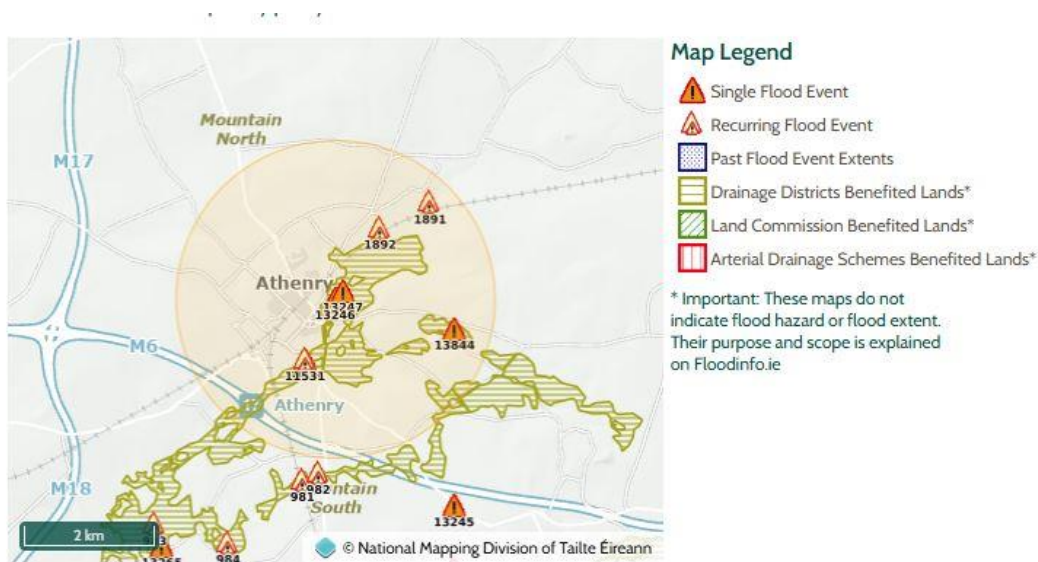 Mountain
North
M17
1891
1892
Athenry
13247
13246
13844
M6
11531
Athenry
M18
981
982
South
13245
984
2 km
© National Mapping Division of Tailte Éireann
Map Legend
Single Flood Event
Recurring Flood Event
Past Flood Event Extents
Drainage Districts Benefited Lands*
Land Commission Benefited Lands*
Arterial Drainage Schemes Benefited Lands*
* Important: These maps do not
indicate flood hazard or flood extent.
Their purpose and scope is explained
on Floodinfo.ie